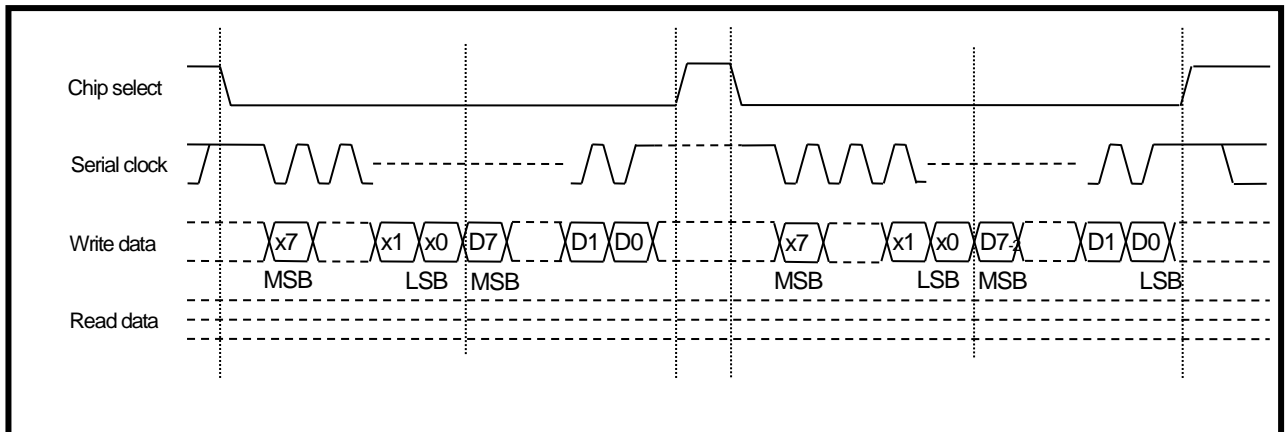 Chip select
Serial clock
Write data x7 x1 x0 D7 D1 D0 x7 x1 x0 D7-2 D1 D0
MSB LSB MSB MSB LSB MSB LSB
Read data